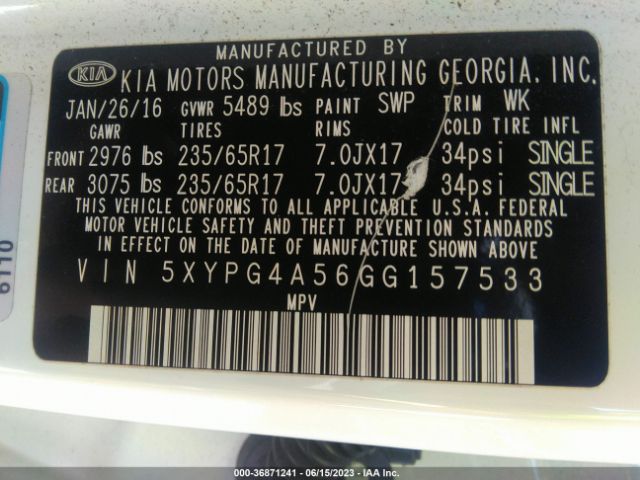 MANUFACTURED BY
KIA KIA MOTORS MANUFACTURING GEORGIA, INC.
JAN/26/16 GVWR 5489 lbs PAINT SWP TRIM WK
GAWR TIRES RIMS COLD TIRE INFL
FRONT 2976 lbs 235/65R17 7.0JX17 34psi SINGLE
REAR 3075 lbs 235/65R17 7.0JX17 34psi SINGLE
THIS VEHICLE CONFORMS TO ALL APPLICABLE U.S.A. FEDERAL
MOTOR VEHICLE SAFETY AND THEFT PREVENTION STANDARDS
IN EFFECT ON THE DATE OF MANUFACTURE SHOWN ABOVE
VIN 5XYPG4A56GG157533
MPV
6110
000-36871241 - 06/15/2023 - IAA Inc.